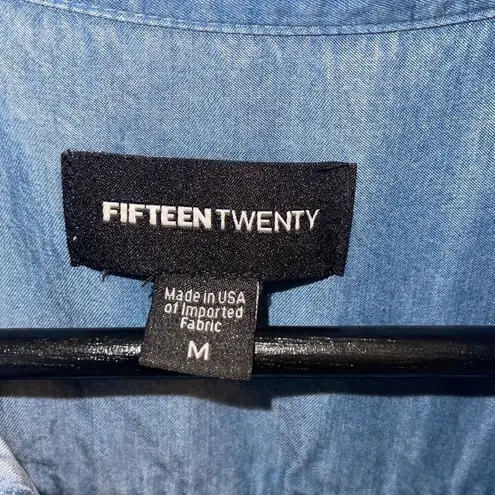 FIFTEEN TWENTY
Made in USA
of Imported
Fabric
M